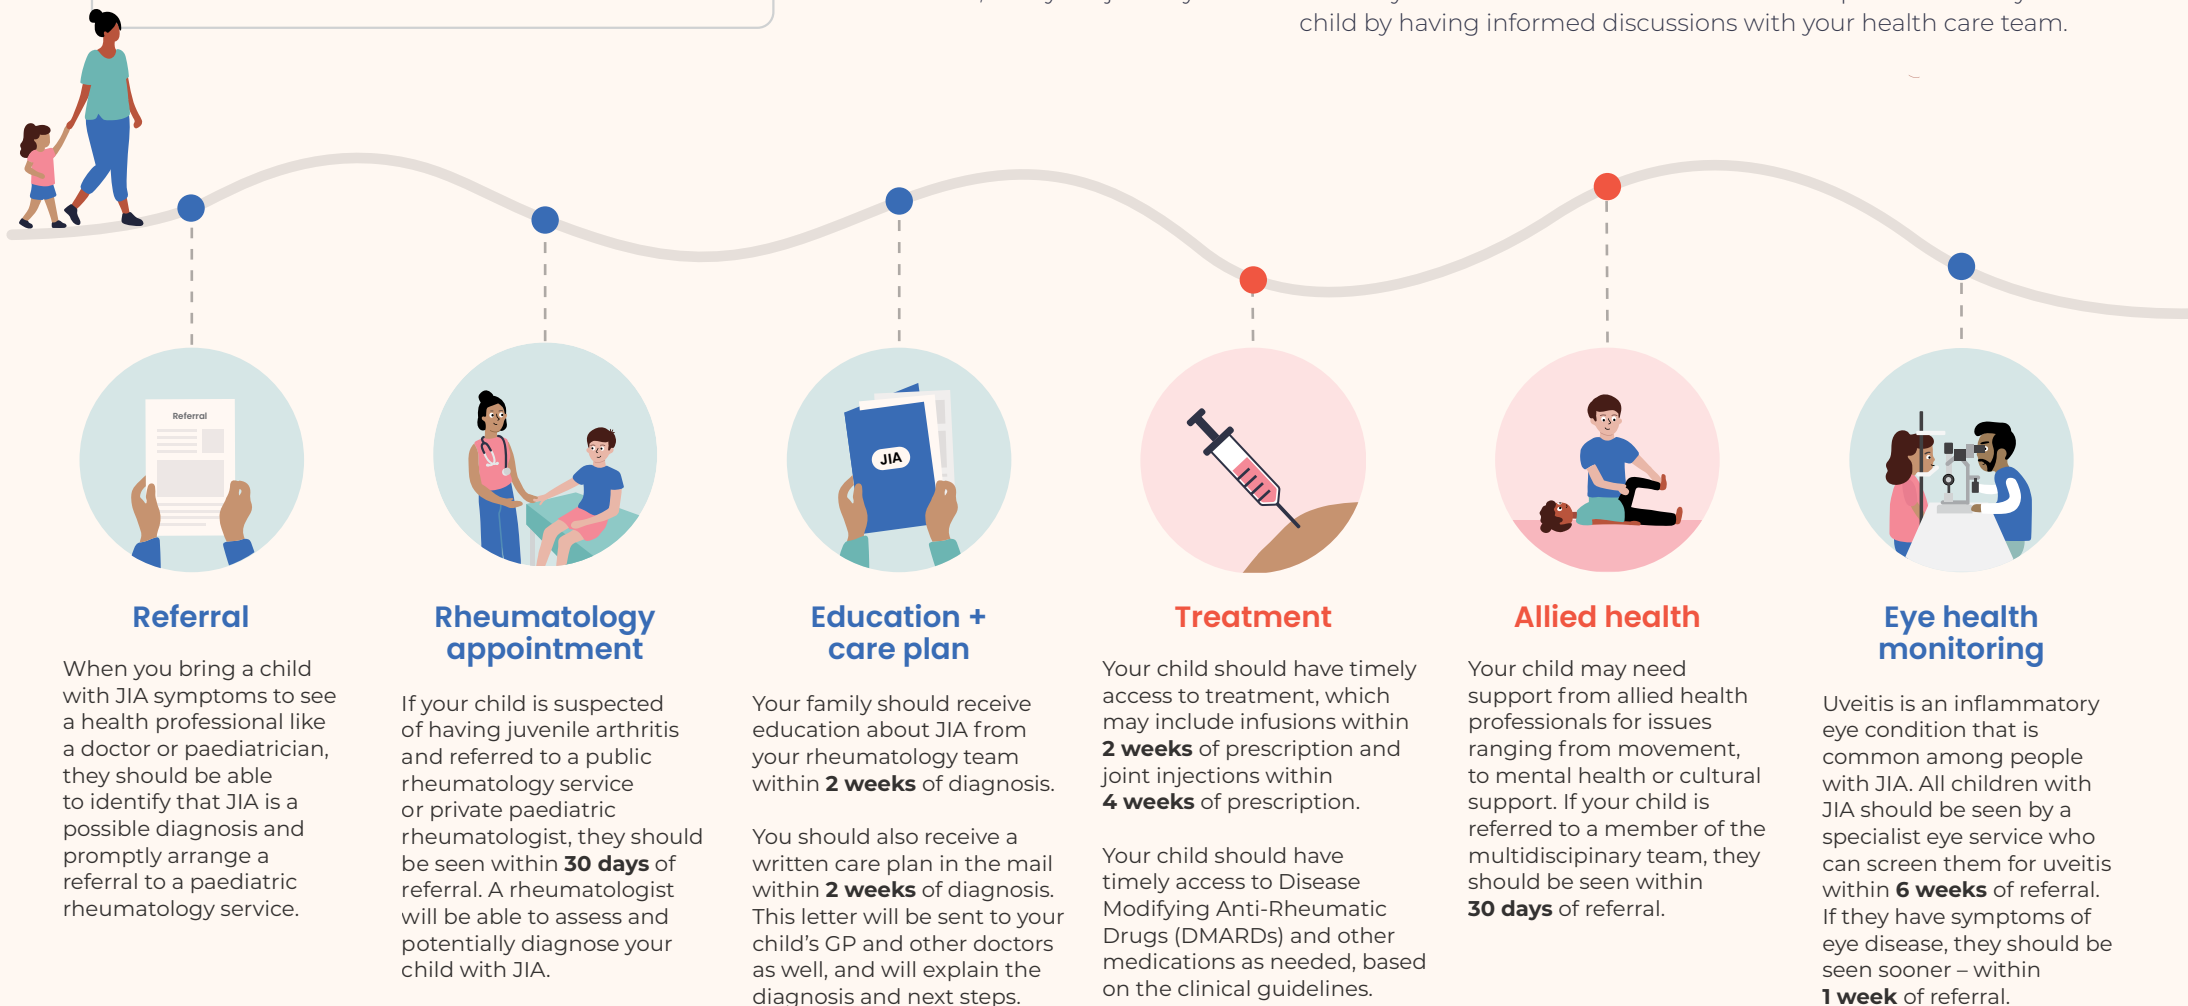 child by having informed discussions with your health care team.
Referral
JIA
Referral
When you bring a child
with JIA symptoms to see
a health professional like
a doctor or paediatrician,
they should be able
to identify that JIA is a
possible diagnosis and
promptly arrange a
referral to a paediatric
rheumatology service.
Rheumatology
appointment
If your child is suspected
of having juvenile arthritis
and referred to a public
rheumatology service
or private paediatric
rheumatologist, they should
be seen within 30 days of
referral. A rheumatologist
will be able to assess and
potentially diagnose your
child with JIA.
Education +
care plan
Your family should receive
education about JIA from
your rheumatology team
within 2 weeks of diagnosis.
You should also receive a
written care plan in the mail
within 2 weeks of diagnosis.
This letter will be sent to your
child's GP and other doctors
as well, and will explain the
diagnosis and next steps.
Treatment
Your child should have timely
access to treatment, which
may include infusions within
2 weeks of prescription and
joint injections within
4 weeks of prescription.
Your child should have
timely access to Disease
Modifying Anti-Rheumatic
Drugs (DMARDs) and other
medications as needed, based
on the clinical guidelines.
Allied health
Your child may need
support from allied health
professionals for issues
ranging from movement,
to mental health or cultural
support. If your child is
referred to a member of the
multidiscipinary team, they
should be seen within
30 days of referral.
Eye health
monitoring
Uveitis is an inflammatory
eye condition that is
common among people
with JIA. All children with
JIA should be seen by a
specialist eye service who
can screen them for uveitis
within 6 weeks of referral.
If they have symptoms of
eye disease, they should be
seen sooner – within
1 week of referral.